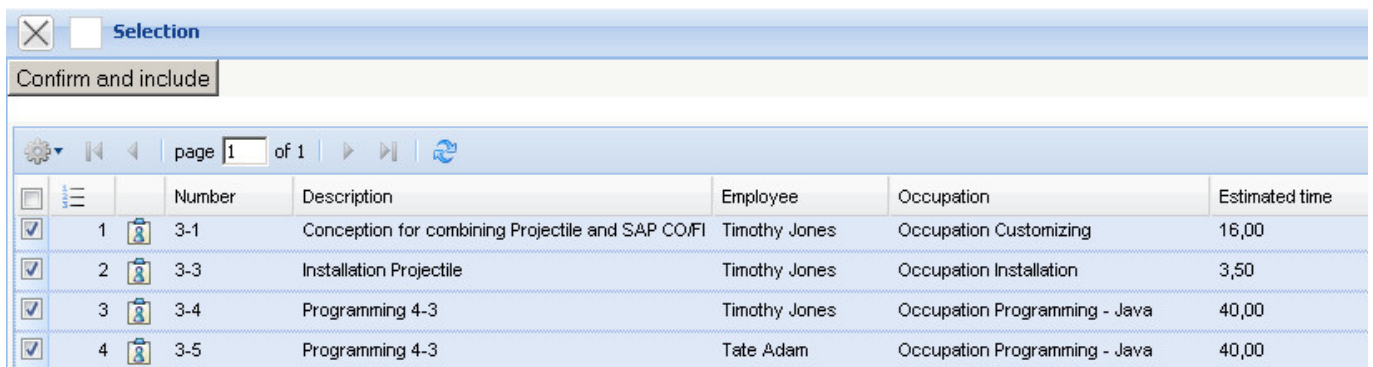 Selection
Confirm and include
page 1 of 1
Number Description Employee Occupation Estimated time
1 3-1 Conception for combining Projectile and SAP CO/FI Timothy Jones Occupation Customizing 16,00
2 3-3 Installation Projectile Timothy Jones Occupation Installation 3,50
3 3-4 Programming 4-3 Timothy Jones Occupation Programming - Java 40,00
4 3-5 Programming 4-3 Tate Adam Occupation Programming - Java 40,00